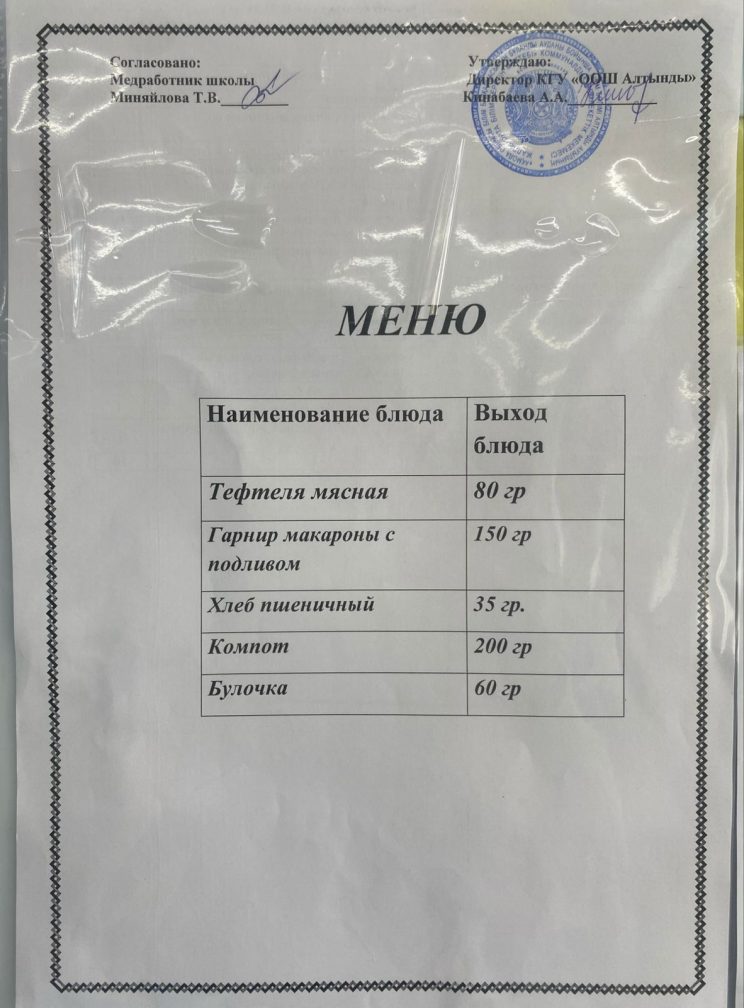 Согласовано:
Медработник школы
Миняйлова Т.В.
Утверждаю:
Директор КГУ «ООШ Алтынды»
Кинабаева А.А.
МЕНЮ
Наименование блюда
Выход
блюда
Тефтеля мясная
80 гр
Гарнир макароны с
подливом
150 гр
Хлеб пшеничный
35 гр.
Компот
200 гр
Булочка
60 гр